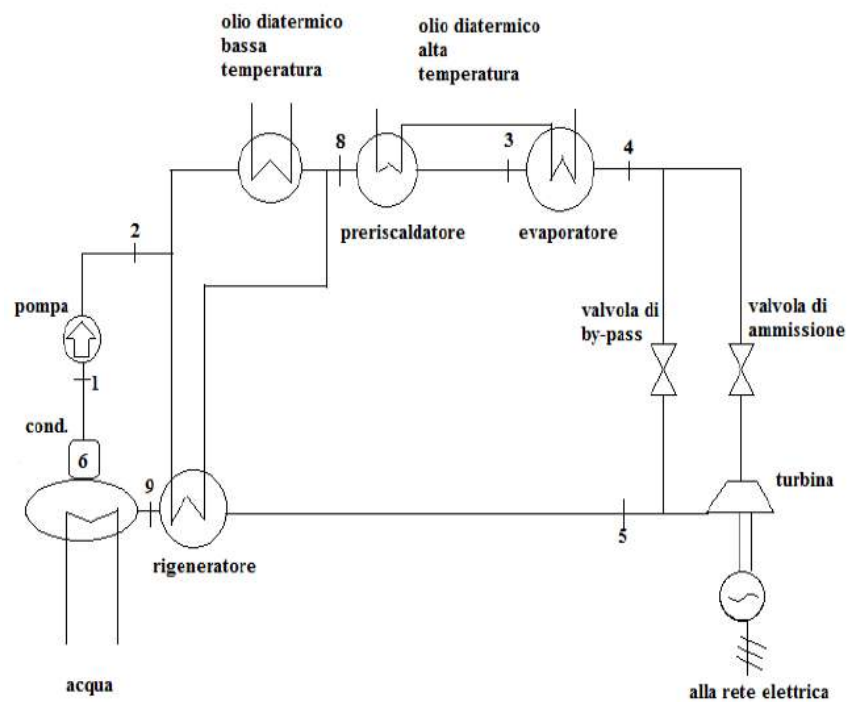 olio diatermico
bassa
temperatura
olio diatermico
alta
temperatura
8
3
4
2
preriscaldatore
evaporatore
pompa
valvola di
by-pass
valvola di
ammissione
1
cond.
6
9
turbina
5
rigeneratore
acqua
alla rete elettrica